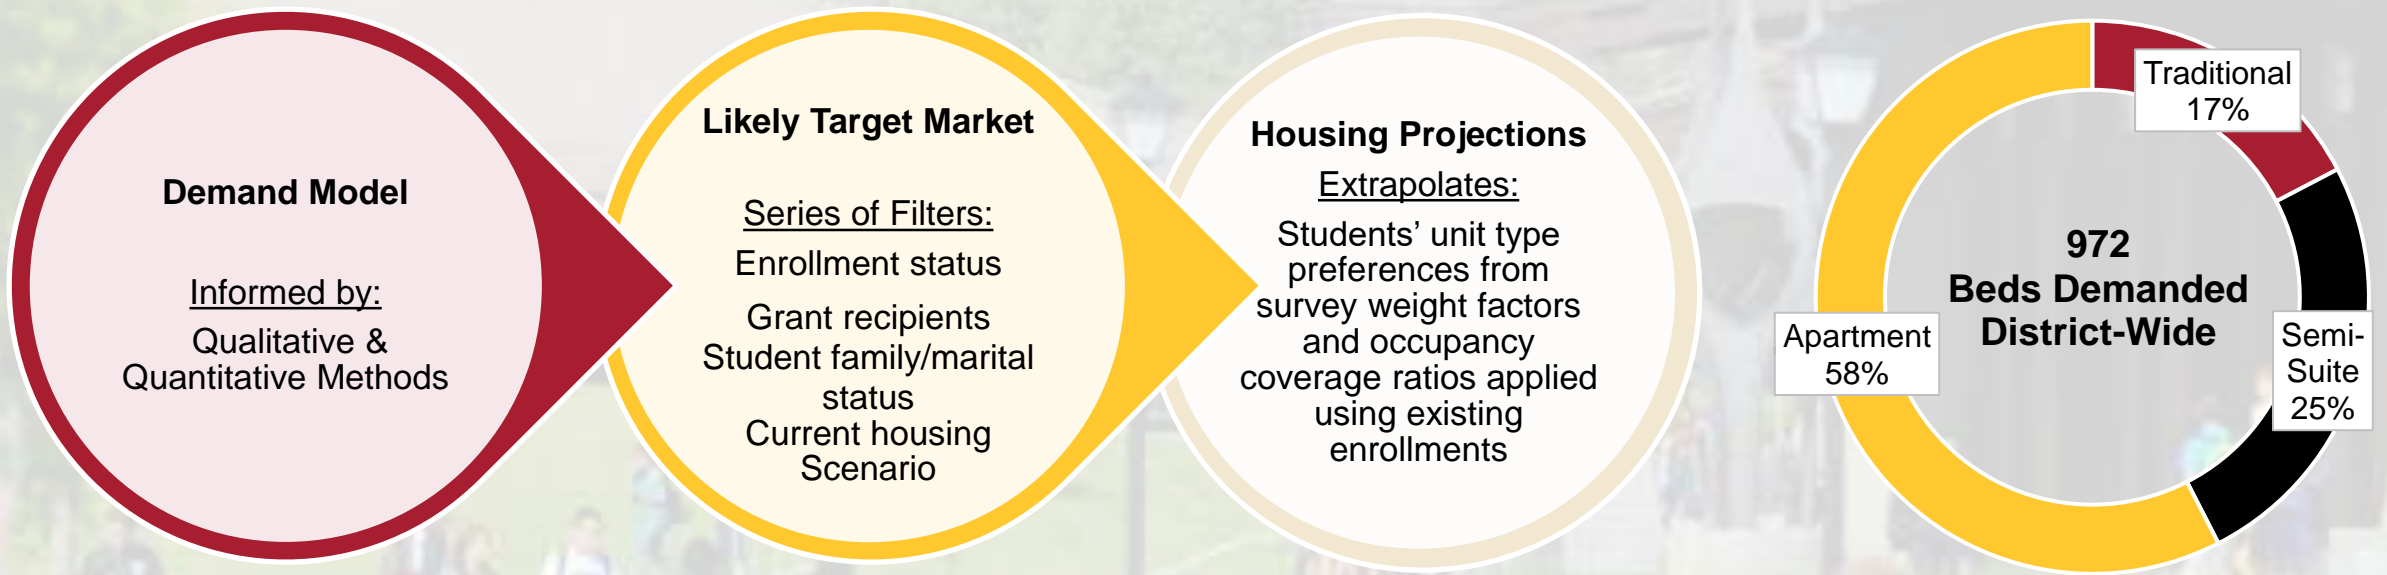 Demand Model
Informed by:
Qualitative &
Quantitative Methods
Likely Target Market
Series of Filters:
Enrollment status
Grant recipients
Student family/marital
status
Current housing
Scenario
Housing Projections
Extrapolates:
Students’ unit type
preferences from
survey weight factors
and occupancy
coverage ratios applied
using existing
enrollments
Traditional
17%
972
Beds Demanded
District-Wide
Apartment
58%
Semi-
Suite
25%